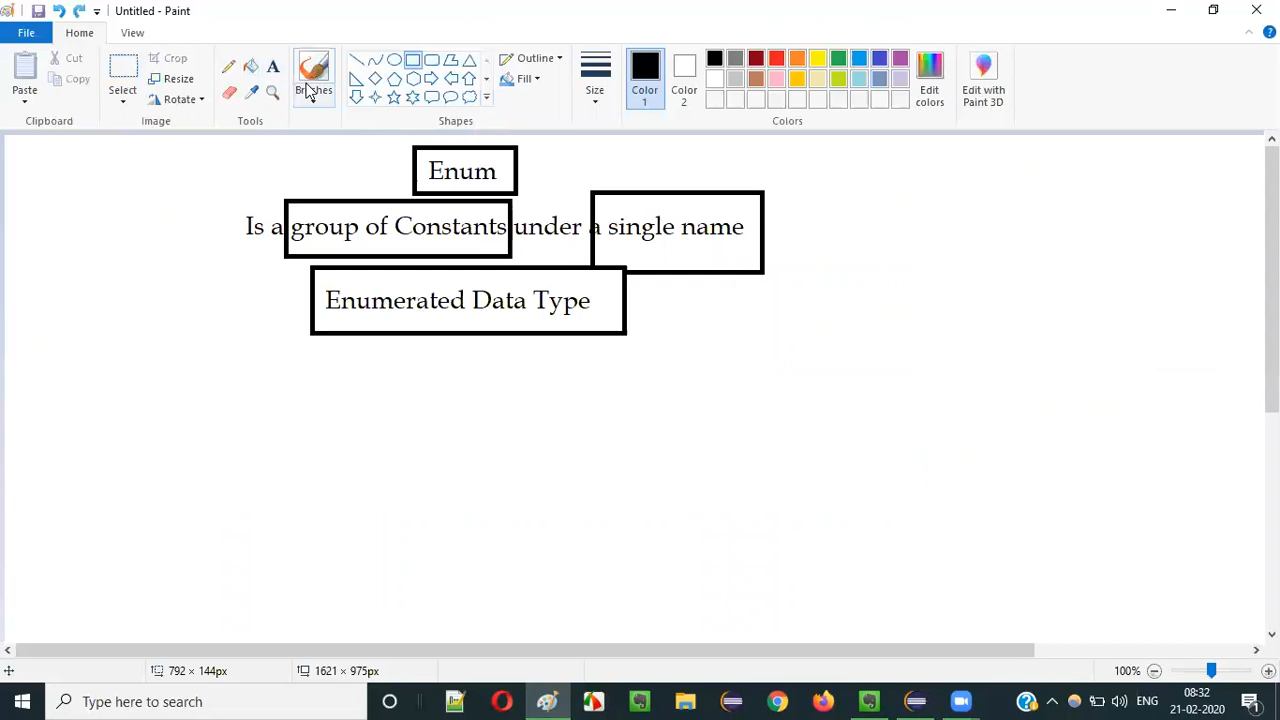 Untitled - Paint
File Home View
Paste Cut Copy Clipboard
Select Crop Resize Rotate Image
Tools
Brushes
Shapes
Outline Fill
Size
Color 1
Color 2
Edit colors
Colors
Edit with Paint 3D
Enum
Is a group of Constants under a single name
Enumerated Data Type
792 × 144px 1621 × 975px 100%
Type here to search ENG 08:32
21-02-2020